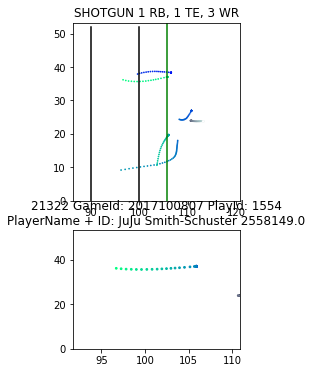 SHOTGUN 1 RB, 1 TE, 3 WR
50
40
30
20
10
0
90 100 110 120
21322 GameId: 2017100807 PlayId: 1554
PlayerName + ID: JuJu Smith-Schuster 2558149.0
40
20
0
95 100 105 110